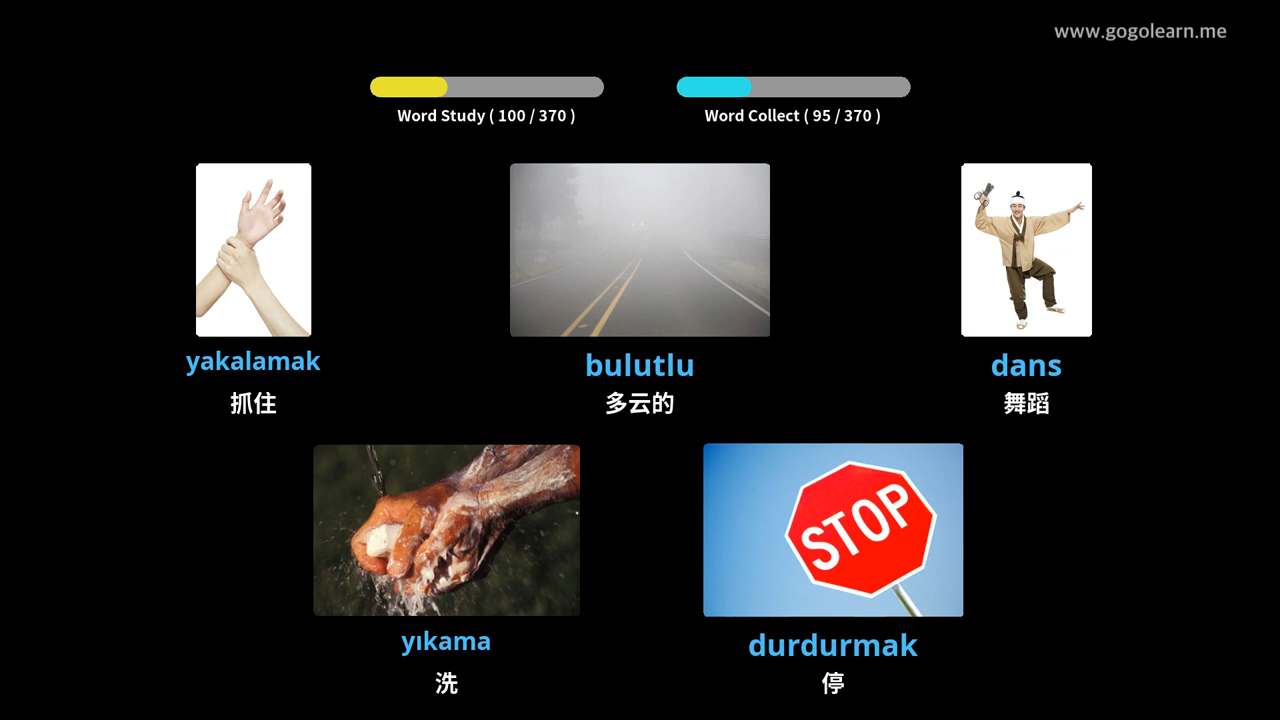 www.gogolearn.me
Word Study ( 100 / 370 )
Word Collect ( 95 / 370 )
yakalamak
抓住
bulutlu
多云的
dans
舞蹈
STOP
yıkama
洗
durdurmak
停